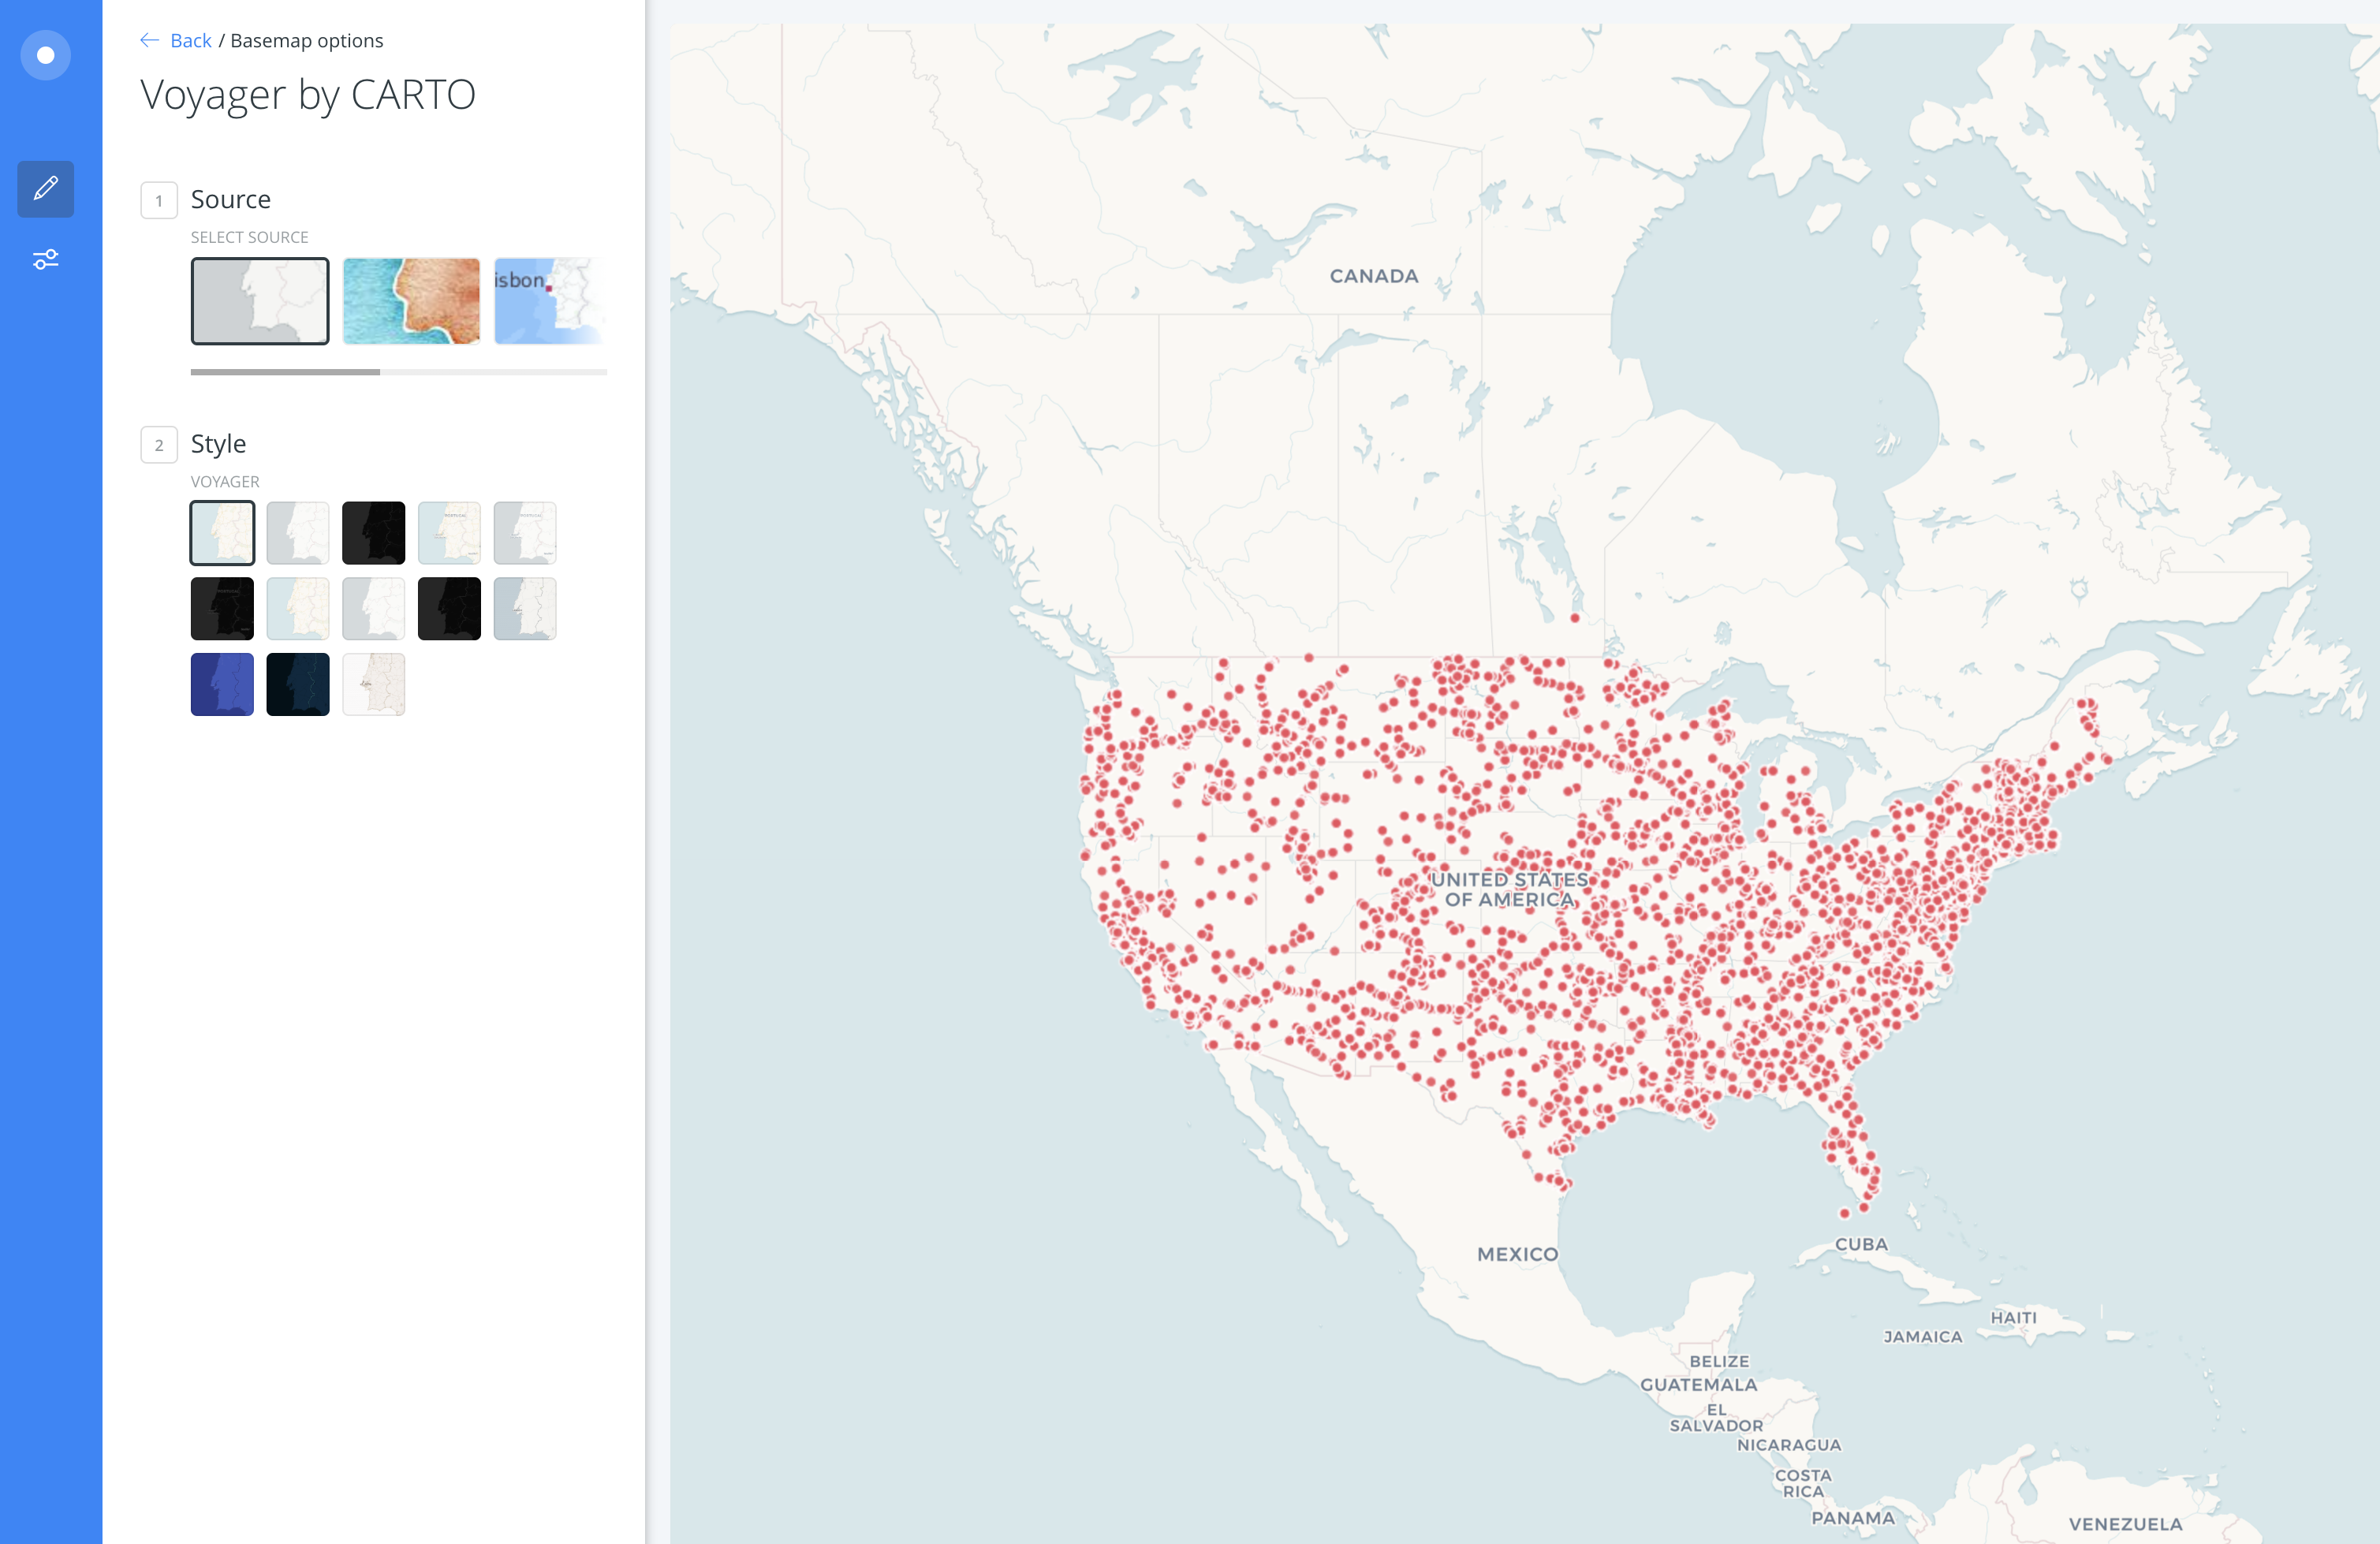 Back / Basemap options
Voyager by CARTO
1 Source
SELECT SOURCE
isbon
2 Style
VOYAGER
CANADA
UNITED STATES
OF AMERICA
MEXICO
CUBA
HAITI
JAMAICA
BELIZE
GUATEMALA
EL
SALVADOR
NICARAGUA
COSTA
RICA
PANAMA
VENEZUELA